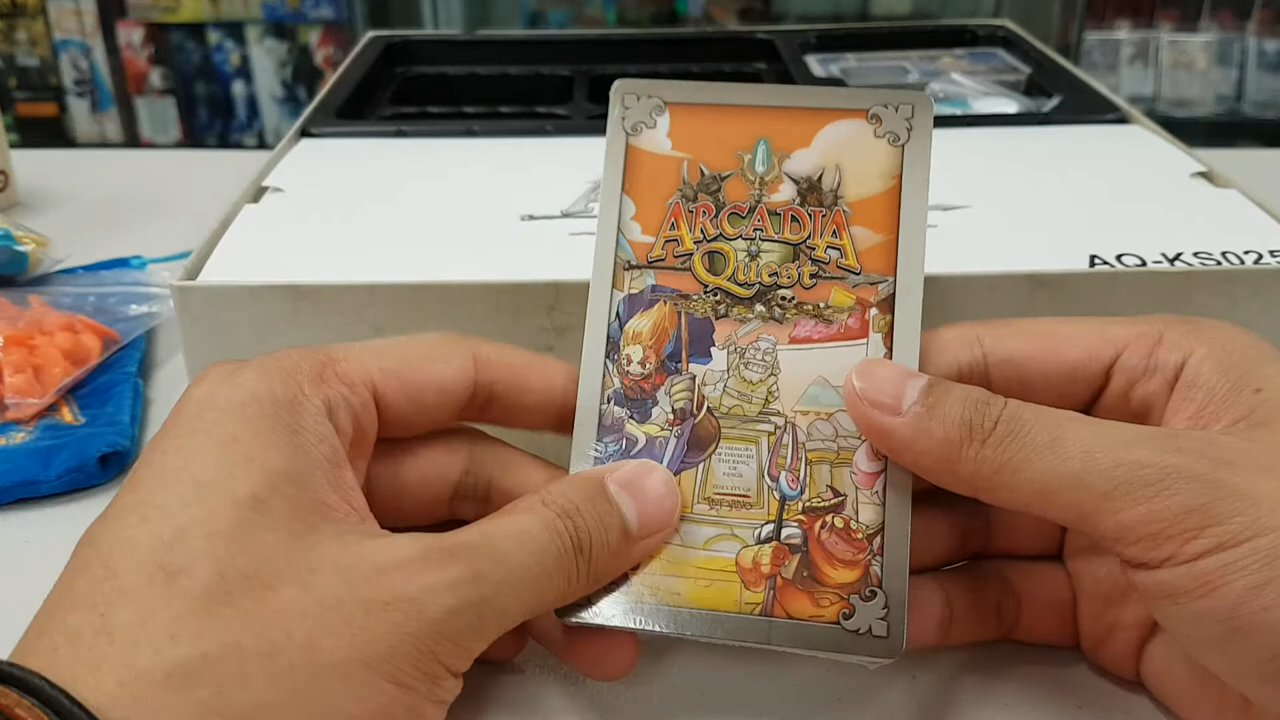 ARCADIA
Quest
IN MEMORY
OF DAVID III
THE KING
OF
KINGS
THE CITY OF
INFERNO
AQ-KS025